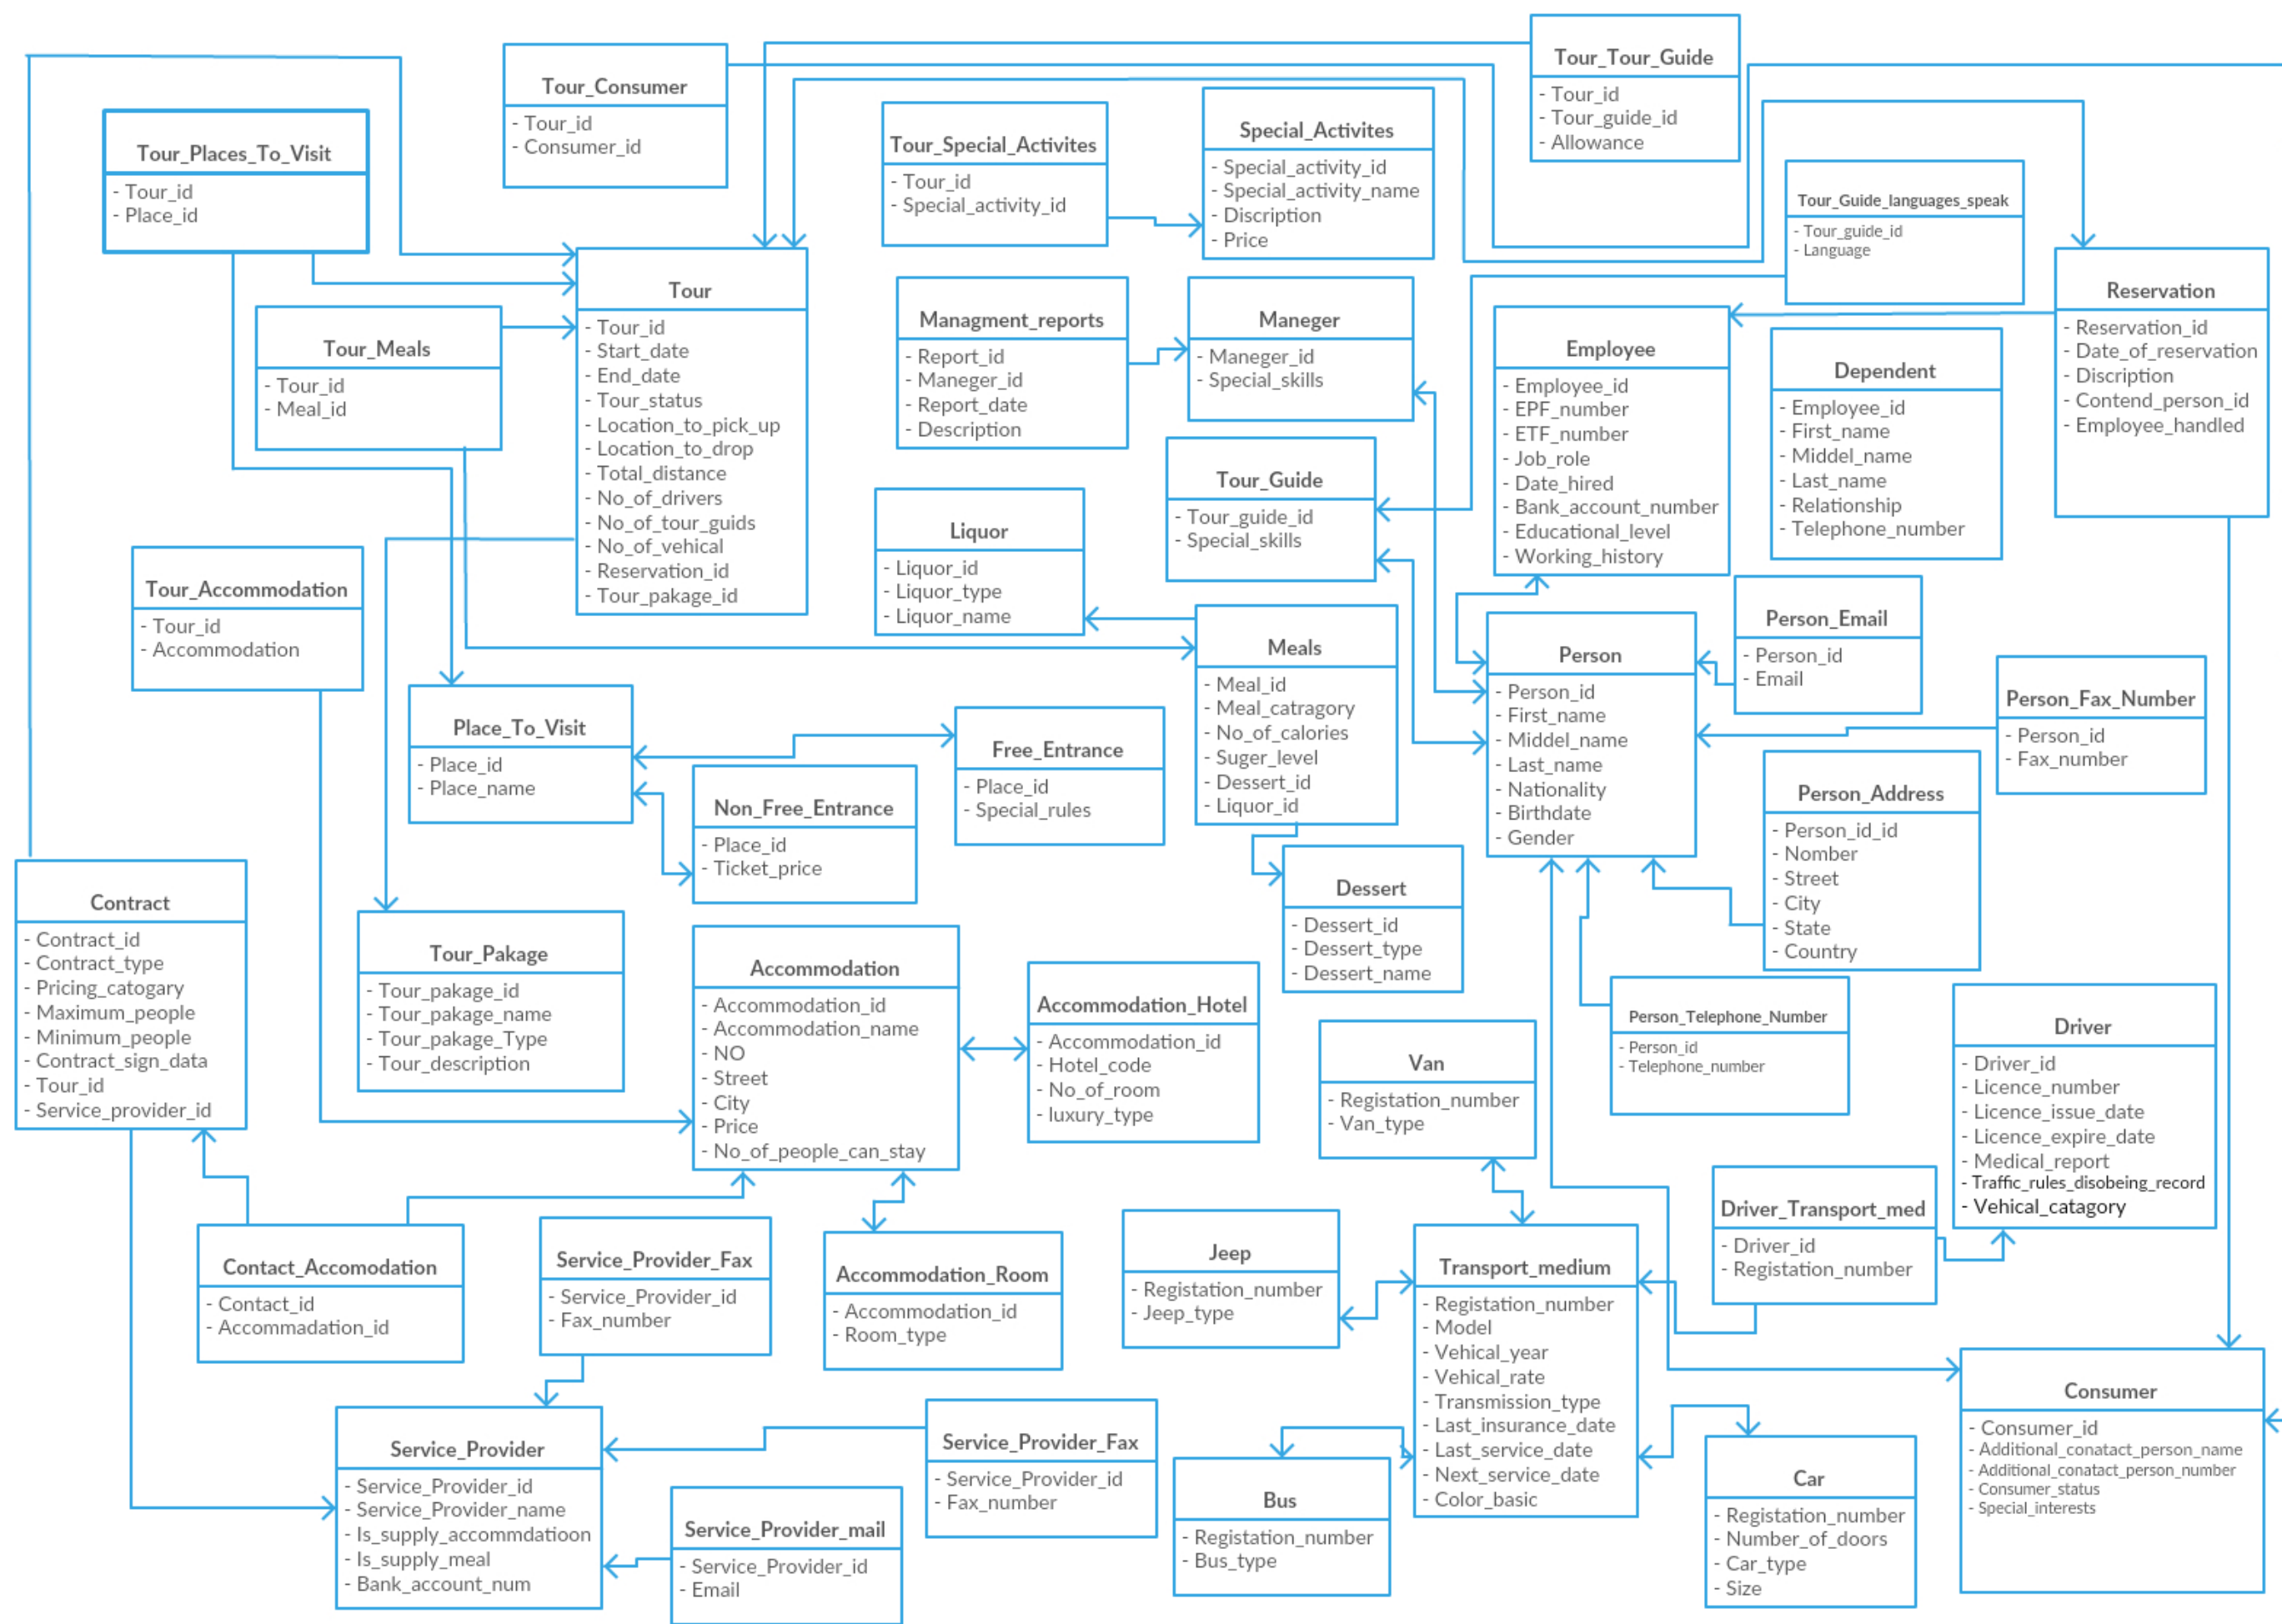 Tour_Tour_Guide
- Tour_id
- Tour_guide_id
- Allowance
Tour_Consumer
- Tour_id
- Consumer_id
Tour_Places_To_Visit
- Tour_id
- Place_id
Tour_Special_Activites
- Tour_id
- Special_activity_id
Special_Activites
- Special_activity_id
- Special_activity_name
- Discription
- Price
Tour_Guide_languages_speak
- Tour_guide_id
- Language
Tour
- Tour_id
- Start_date
- End_date
- Tour_status
- Location_to_pick_up
- Location_to_drop
- Total_distance
- No_of_drivers
- No_of_tour_guids
- No_of_vehical
- Reservation_id
- Tour_pakage_id
Reservation
- Reservation_id
- Date_of_reservation
- Discription
- Contend_person_id
- Employee_handled
Tour_Meals
- Tour_id
- Meal_id
Managment_reports
- Report_id
- Maneger_id
- Report_date
- Description
Maneger
- Maneger_id
- Special_skills
Employee
- Employee_id
- EPF_number
- ETF_number
- Job_role
- Date_hired
- Bank_account_number
- Educational_level
- Working_history
Dependent
- Employee_id
- First_name
- Middel_name
- Last_name
- Relationship
- Telephone_number
Tour_Guide
- Tour_guide_id
- Special_skills
Liquor
- Liquor_id
- Liquor_type
- Liquor_name
Tour_Accommodation
- Tour_id
- Accommodation
Meals
- Meal_id
- Meal_catragory
- No_of_calories
- Suger_level
- Dessert_id
- Liquor_id
Person
- Person_id
- First_name
- Middel_name
- Last_name
- Nationality
- Birthdate
- Gender
Person_Email
- Person_id
- Email
Person_Fax_Number
- Person_id
- Fax_number
Place_To_Visit
- Place_id
- Place_name
Free_Entrance
- Place_id
- Special_rules
Non_Free_Entrance
- Place_id
- Ticket_price
Person_Address
- Person_id_id
- Nomber
- Street
- City
- State
- Country
Dessert
- Dessert_id
- Dessert_type
- Dessert_name
Contract
- Contract_id
- Contract_type
- Pricing_catogary
- Maximum_people
- Minimum_people
- Contract_sign_data
- Tour_id
- Service_provider_id
Tour_Pakage
- Tour_pakage_id
- Tour_pakage_name
- Tour_pakage_Type
- Tour_description
Accommodation
- Accommodation_id
- Accommodation_name
- NO
- Street
- City
- Price
- No_of_people_can_stay
Accommodation_Hotel
- Accommodation_id
- Hotel_code
- No_of_room
- luxury_type
Person_Telephone_Number
- Person_id
- Telephone_number
Driver
- Driver_id
- Licence_number
- Licence_issue_date
- Licence_expire_date
- Medical_report
- Traffic_rules_disobeing_record
- Vehical_catagory
Van
- Registation_number
- Van_type
Driver_Transport_med
- Driver_id
- Registation_number
Contact_Accomodation
- Contact_id
- Accommadation_id
Service_Provider_Fax
- Service_Provider_id
- Fax_number
Accommodation_Room
- Accommodation_id
- Room_type
Jeep
- Registation_number
- Jeep_type
Transport_medium
- Registation_number
- Model
- Vehical_year
- Vehical_rate
- Transmission_type
- Last_insurance_date
- Last_service_date
- Next_service_date
- Color_basic
Consumer
- Consumer_id
- Additional_conatact_person_name
- Additional_conatact_person_number
- Consumer_status
- Special_interests
Service_Provider
- Service_Provider_id
- Service_Provider_name
- Is_supply_accommdatioon
- Is_supply_meal
- Bank_account_num
Service_Provider_Fax
- Service_Provider_id
- Fax_number
Service_Provider_mail
- Service_Provider_id
- Email
Bus
- Registation_number
- Bus_type
Car
- Registation_number
- Number_of_doors
- Car_type
- Size